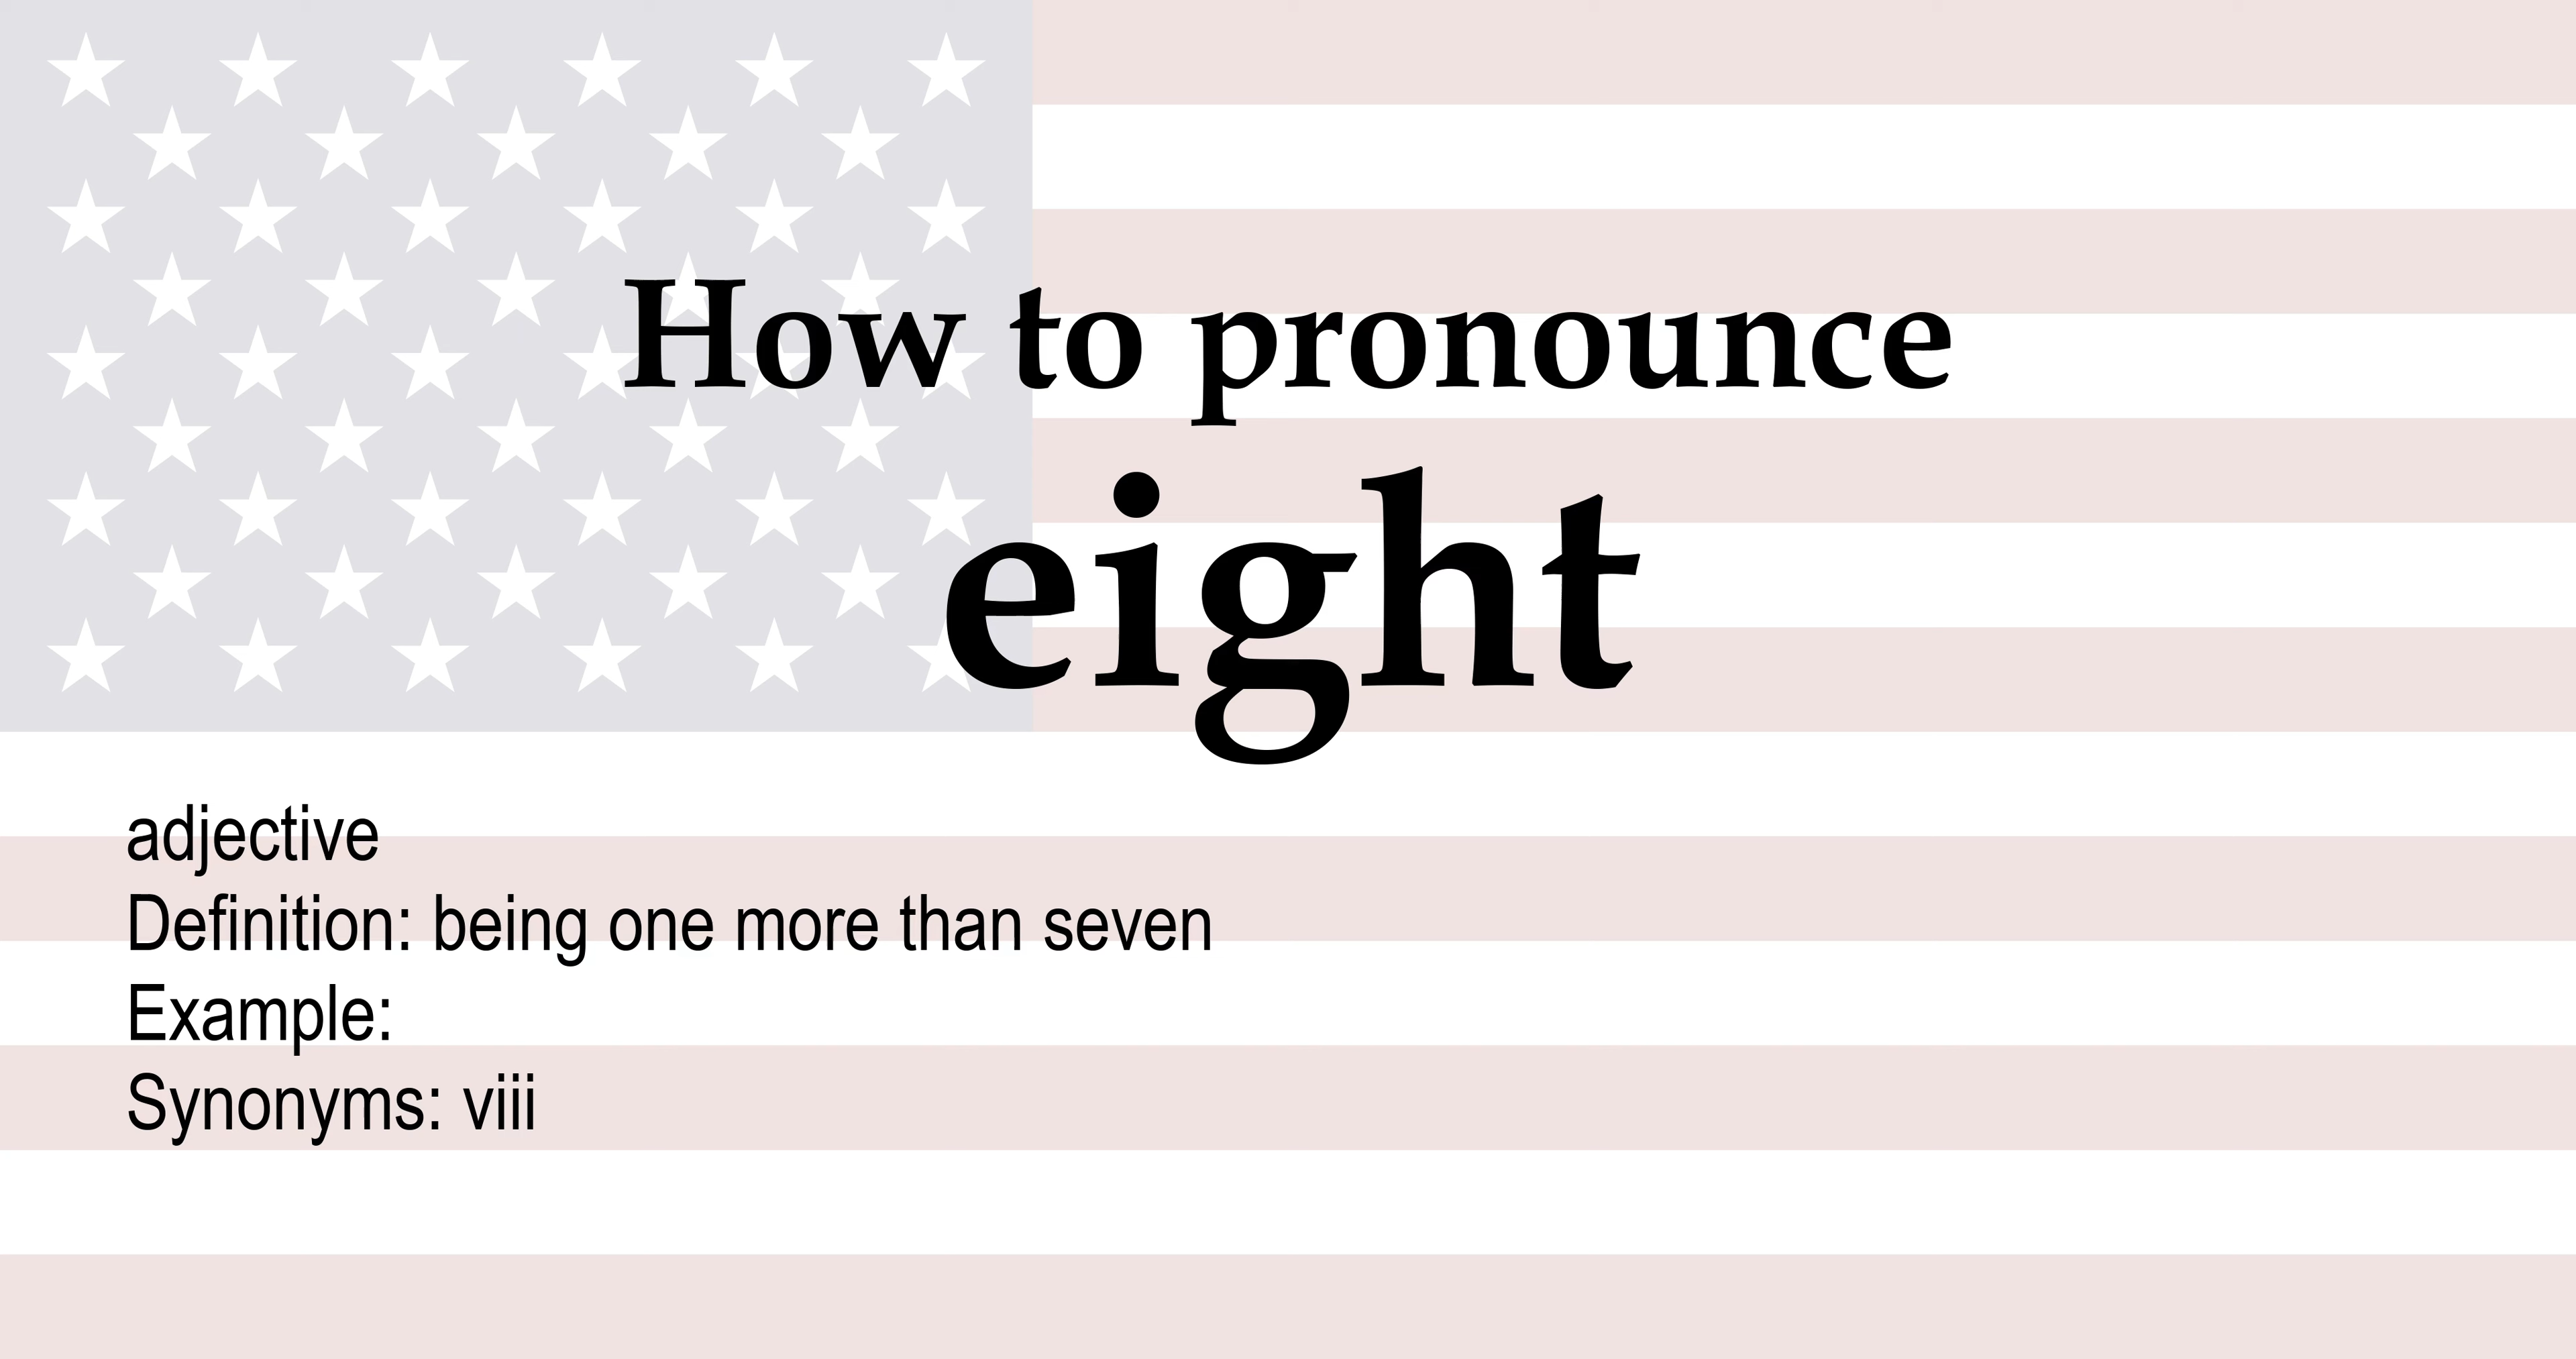 How to pronounce
eight
adjective
Definition: being one more than seven
Example:
Synonyms: viii